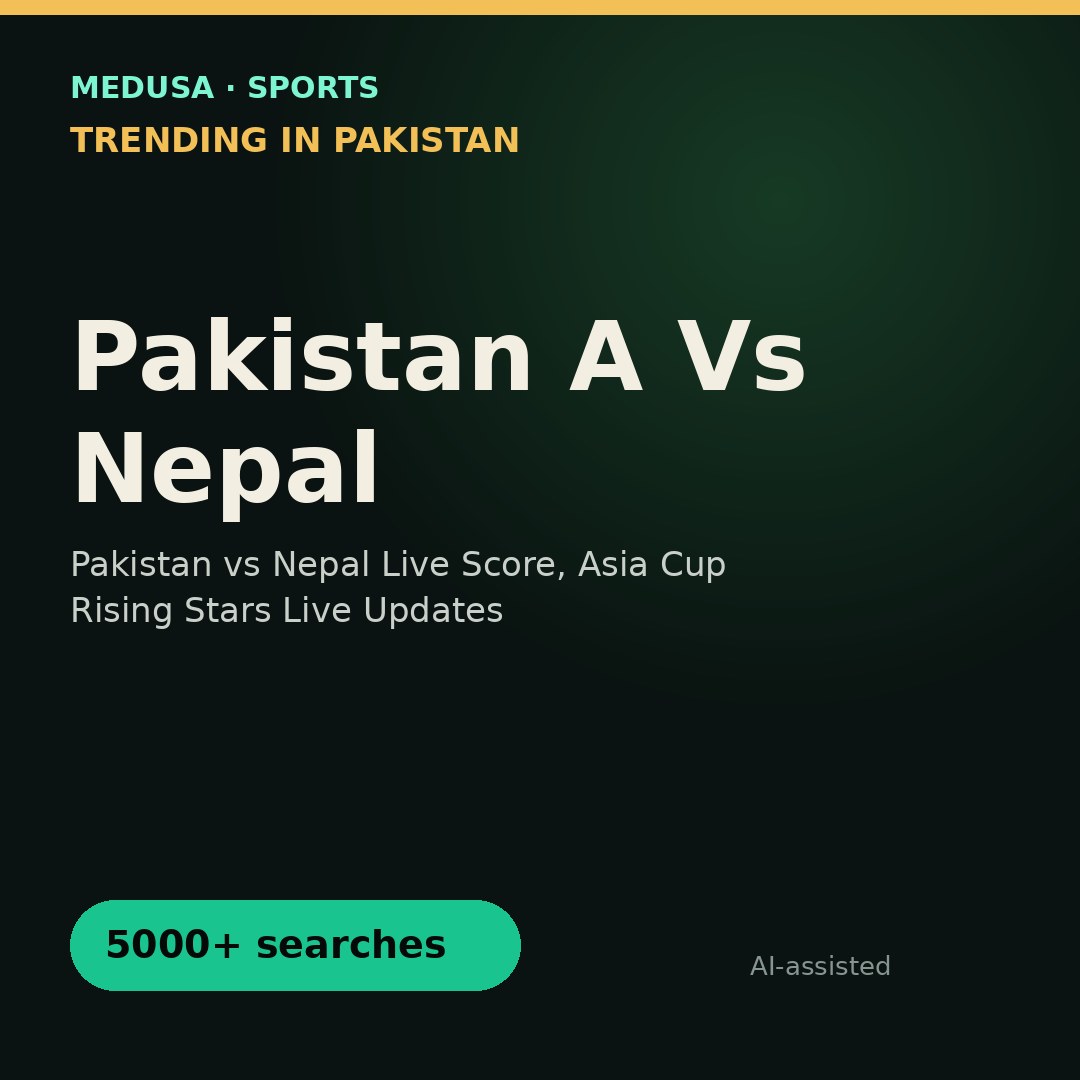 MEDUSA · SPORTS
TRENDING IN PAKISTAN
Pakistan A Vs
Nepal
Pakistan vs Nepal Live Score, Asia Cup
Rising Stars Live Updates
5000+ searches
AI-assisted